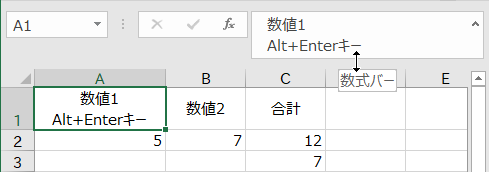 A1
fx
数値1
Alt+Enterキー
数式バー
A B C E
1 数値1 数値2 合計
Alt+Enterキー
2 5 7 12
3 7